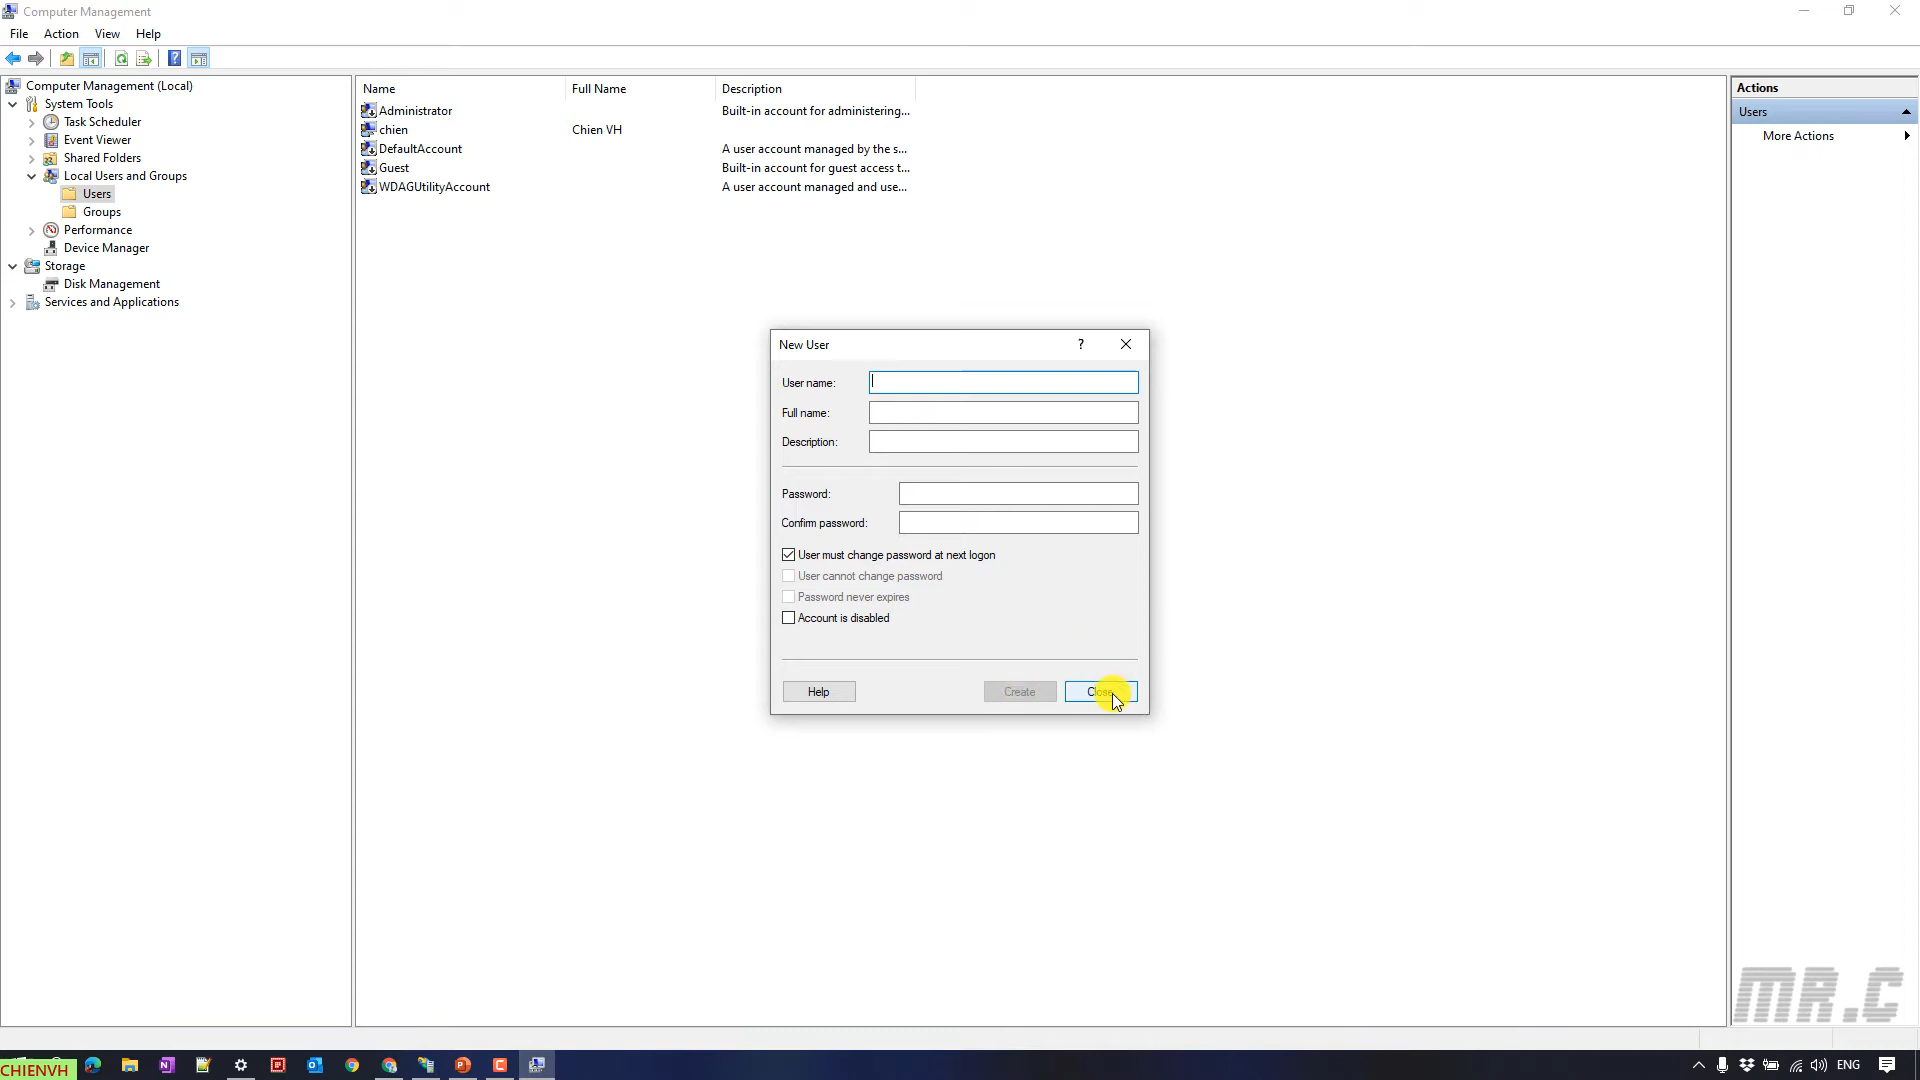 Computer Management
File Action View Help
Computer Management (Local)
System Tools
Task Scheduler
Event Viewer
Shared Folders
Local Users and Groups
Users
Groups
Performance
Device Manager
Storage
Disk Management
Services and Applications
Name Full Name Description
Administrator Built-in account for administering...
chien Chien VH
DefaultAccount A user account managed by the s...
Guest Built-in account for guest access t...
WDAGUtilityAccount A user account managed and use...
Actions
Users
More Actions
New User
User name:
Full name:
Description:
Password:
Confirm password:
User must change password at next logon
User cannot change password
Password never expires
Account is disabled
Help Create Close
MR.C
CHIENVH
ENG